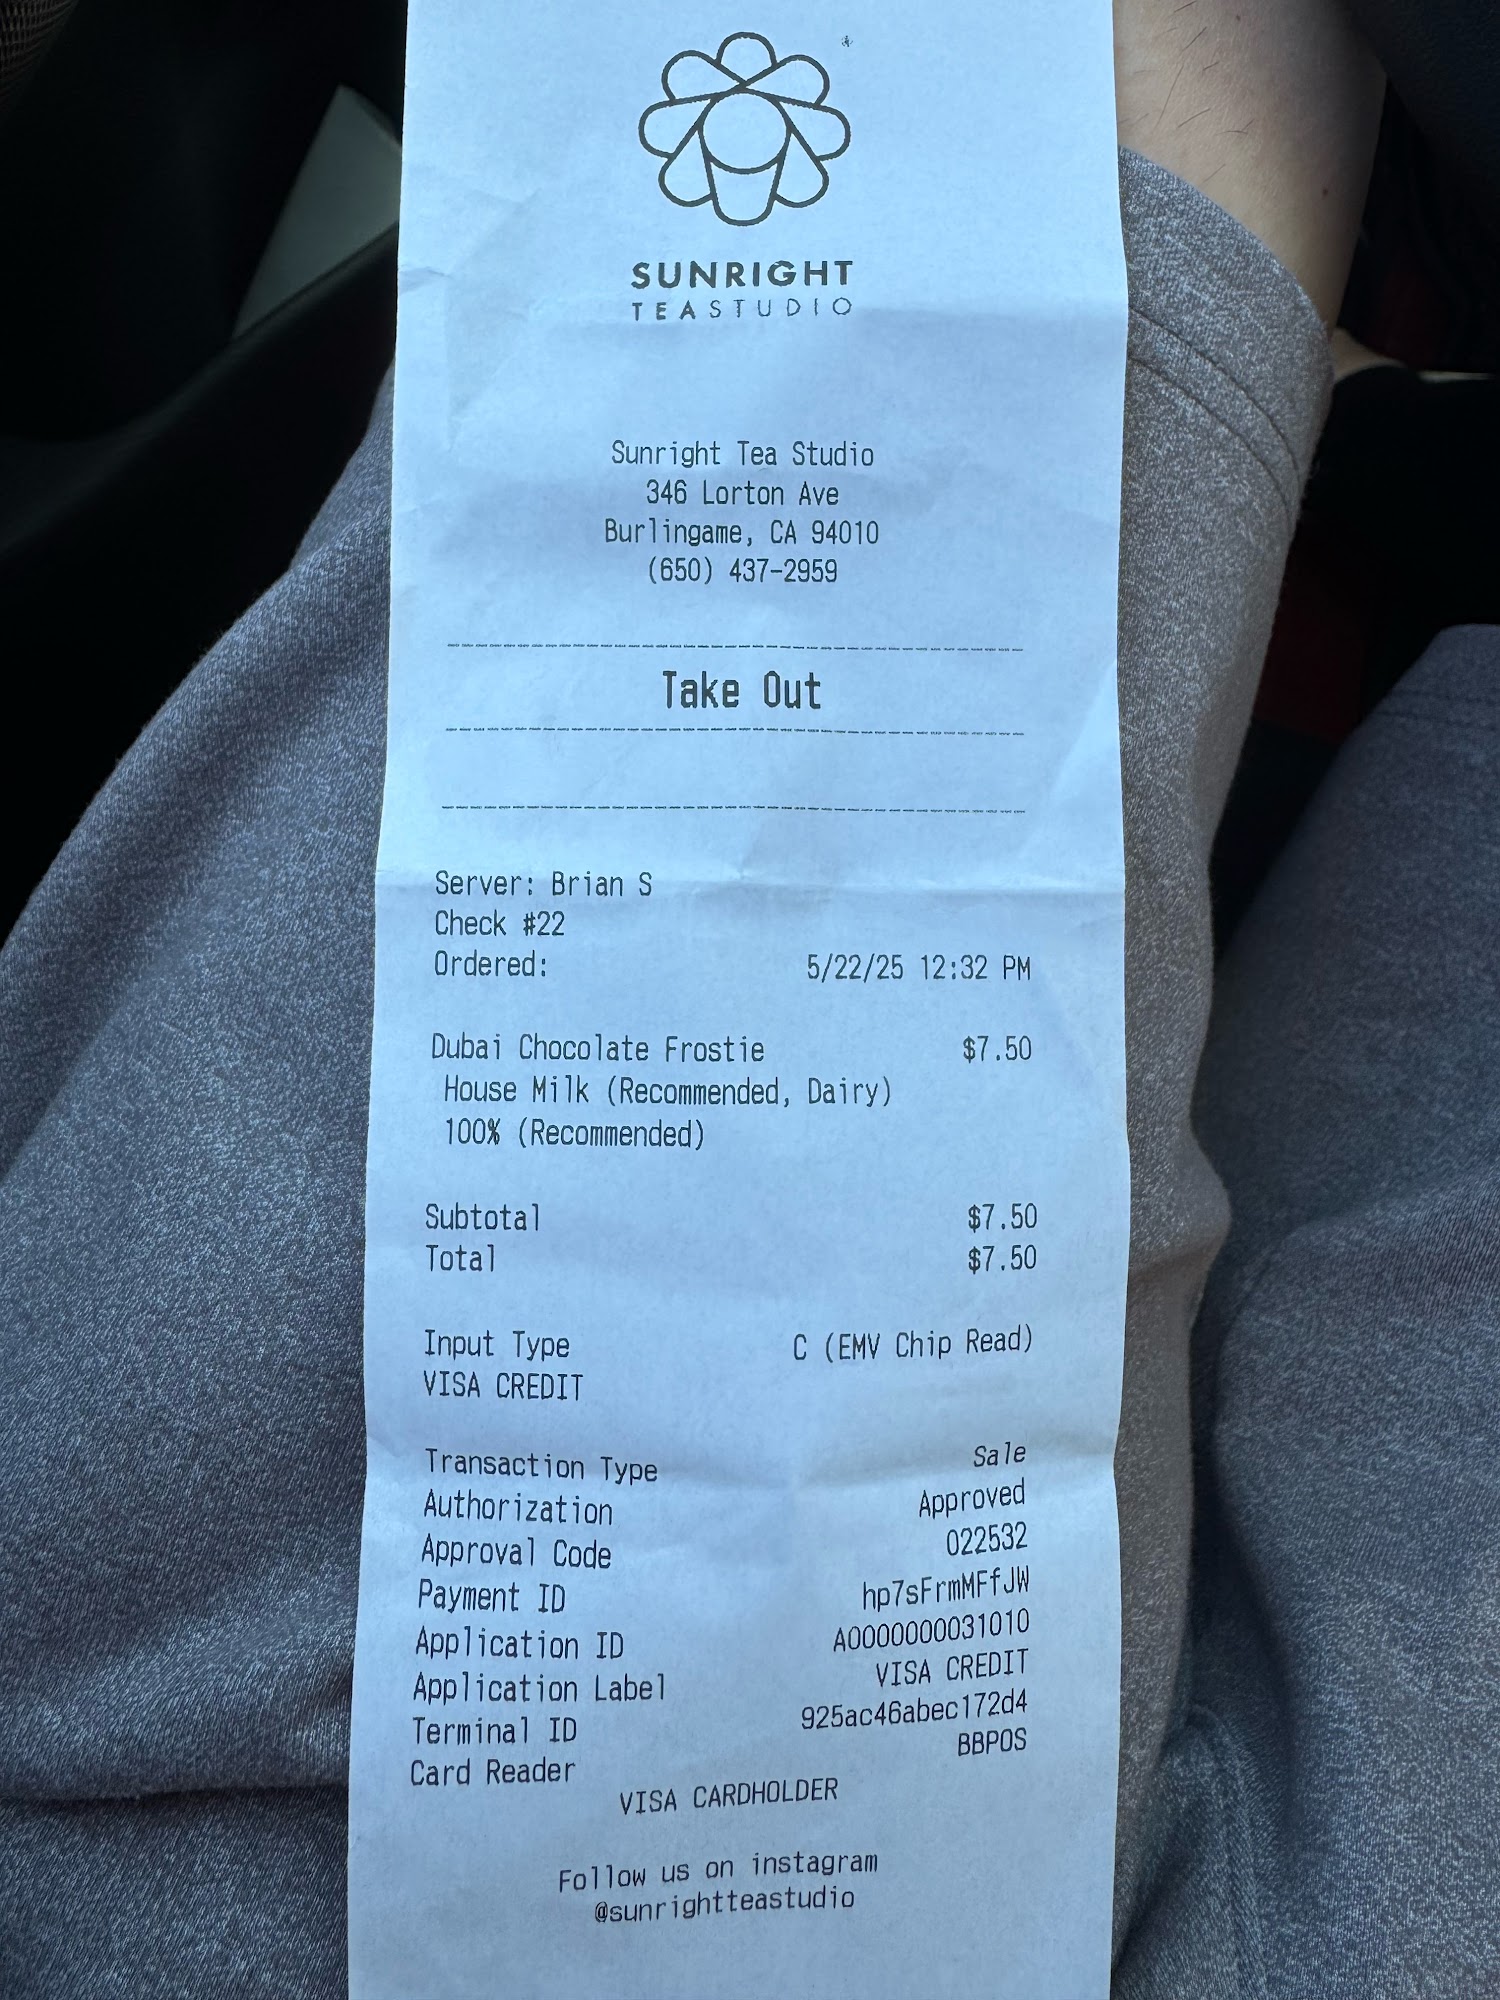 SUNRIGHT
TEASTUDIO
Sunright Tea Studio
346 Lorton Ave
Burlingame, CA 94010
(650) 437-2959
Take Out
Server: Brian S
Check #22
Ordered: 5/22/25 12:32 PM
Dubai Chocolate Frostie $7.50
House Milk (Recommended, Dairy)
100% (Recommended)
Subtotal $7.50
Total $7.50
Input Type C (EMV Chip Read)
VISA CREDIT
Transaction Type Sale
Authorization Approved
Approval Code 022532
Payment ID hp7sFrmMFfJW
Application ID A0000000031010
Application Label VISA CREDIT
Terminal ID 925ac46abec172d4
Card Reader BBPOS
VISA CARDHOLDER
Follow us on instagram
@sunrightteastudio